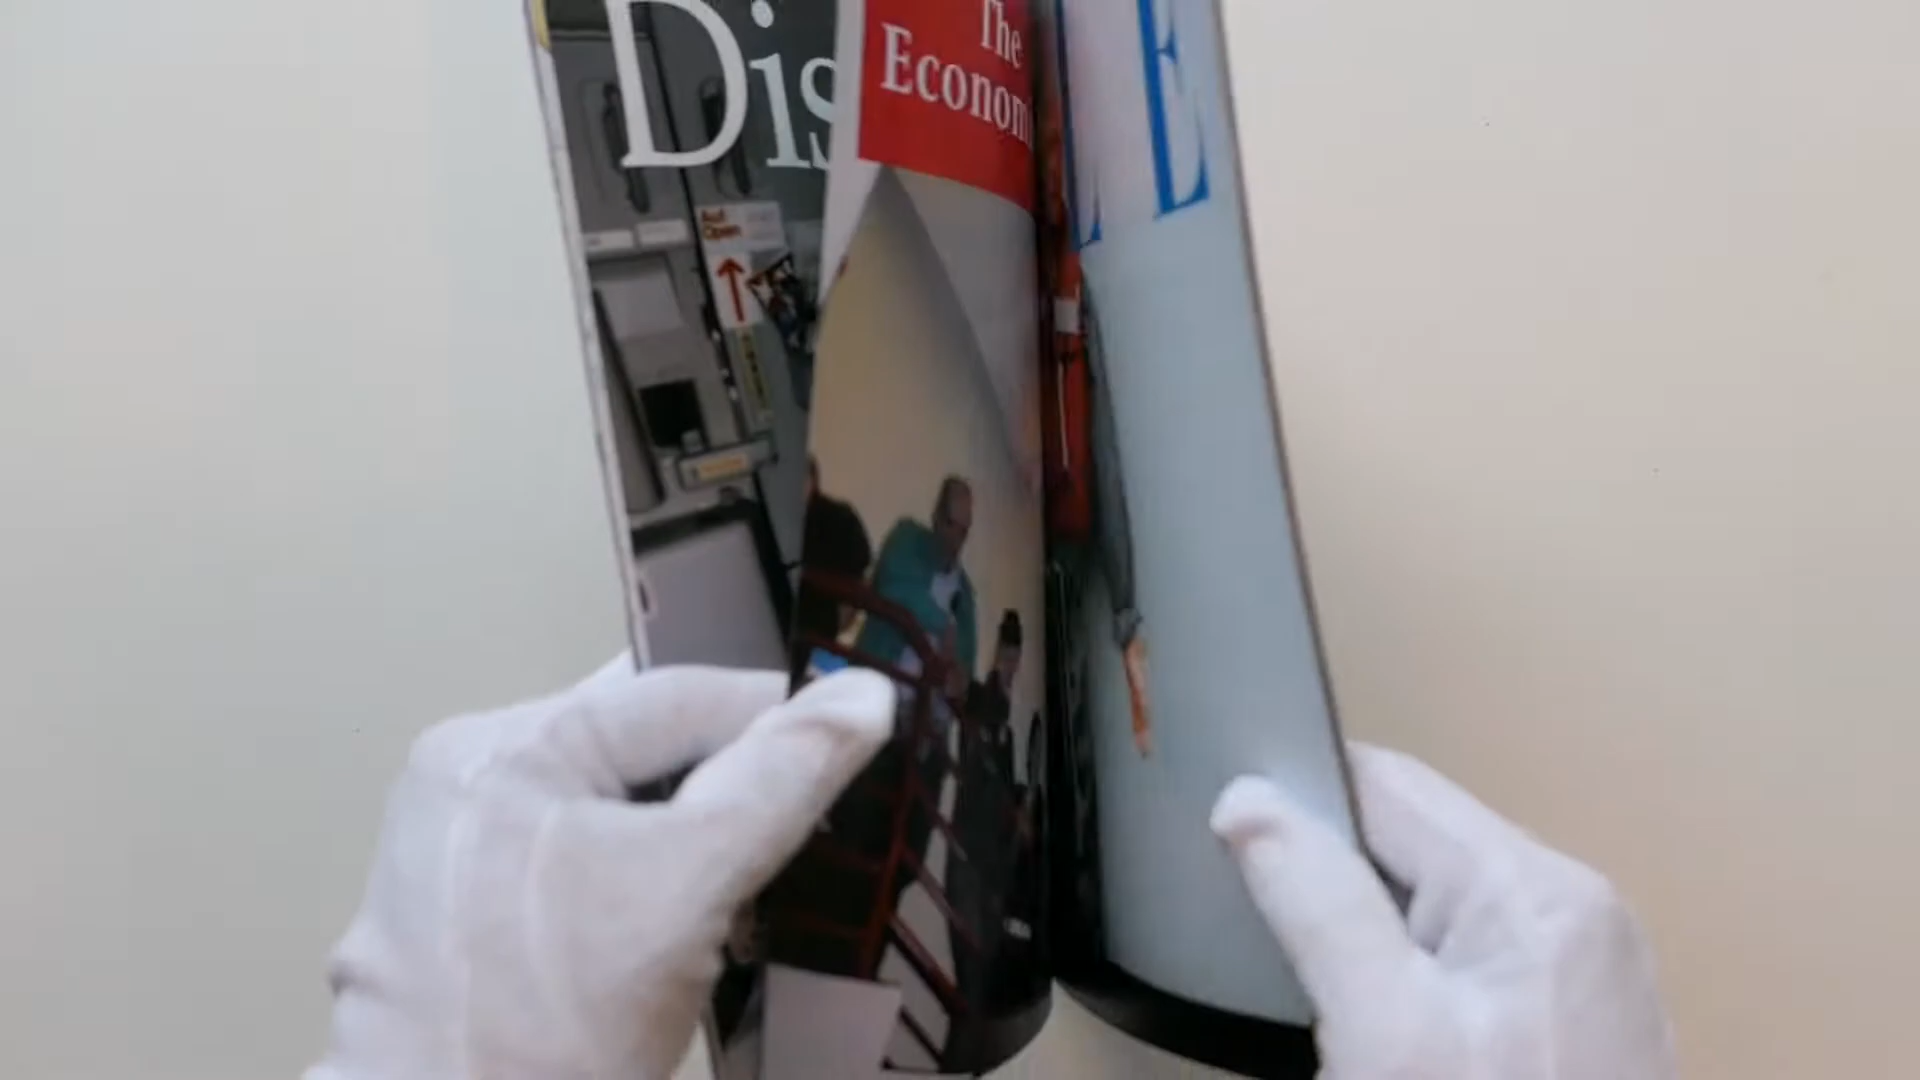 Dis
The
Econom
E
Auf
Open